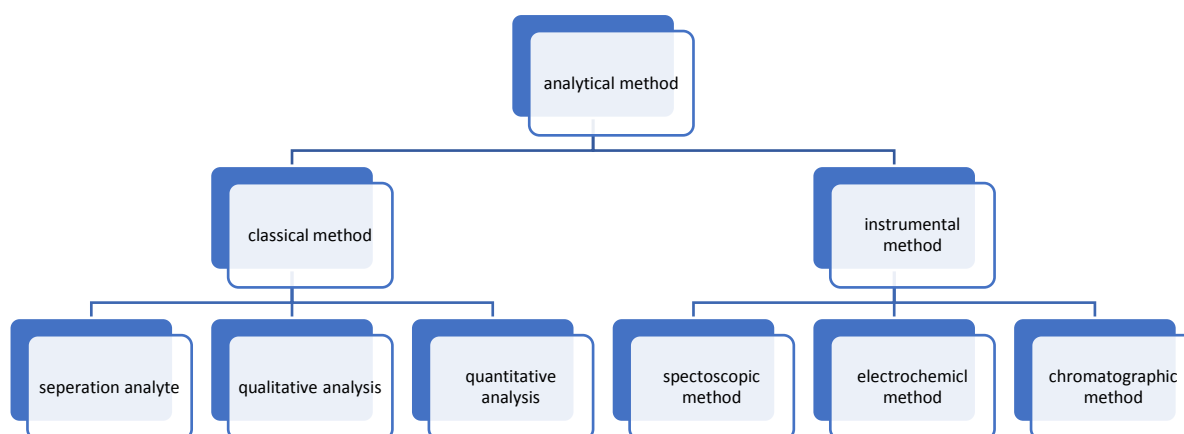 analytical method
classical method
instrumental
method
seperation analyte
qualitative analysis
quantitative
analysis
spectoscopic
method
electrochemicl
method
chromatographic
method